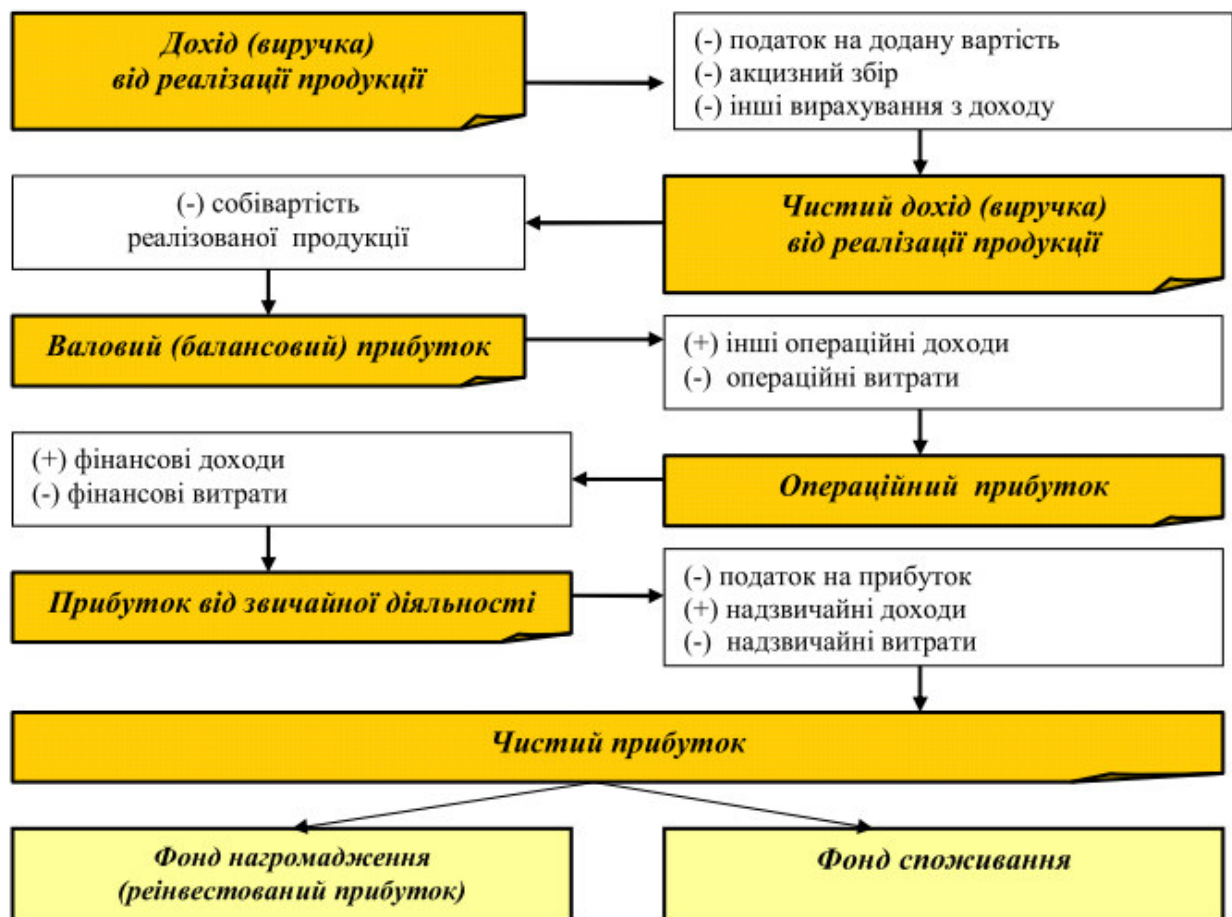 Дохід (виручка)
від реалізації продукції
(-) податок на додану вартість
(-) акцизний збір
(-) інші вирахування з доходу
Чистий дохід (виручка)
від реалізації продукції
(-) собівартість
реалізованої продукції
Валовий (балансовий) прибуток
(+) інші операційні доходи
(-) операційні витрати
Операційний прибуток
(+) фінансові доходи
(-) фінансові витрати
Прибуток від звичайної діяльності
(-) податок на прибуток
(+) надзвичайні доходи
(-) надзвичайні витрати
Чистий прибуток
Фонд нагромадження
(реінвестований прибуток)
Фонд споживання